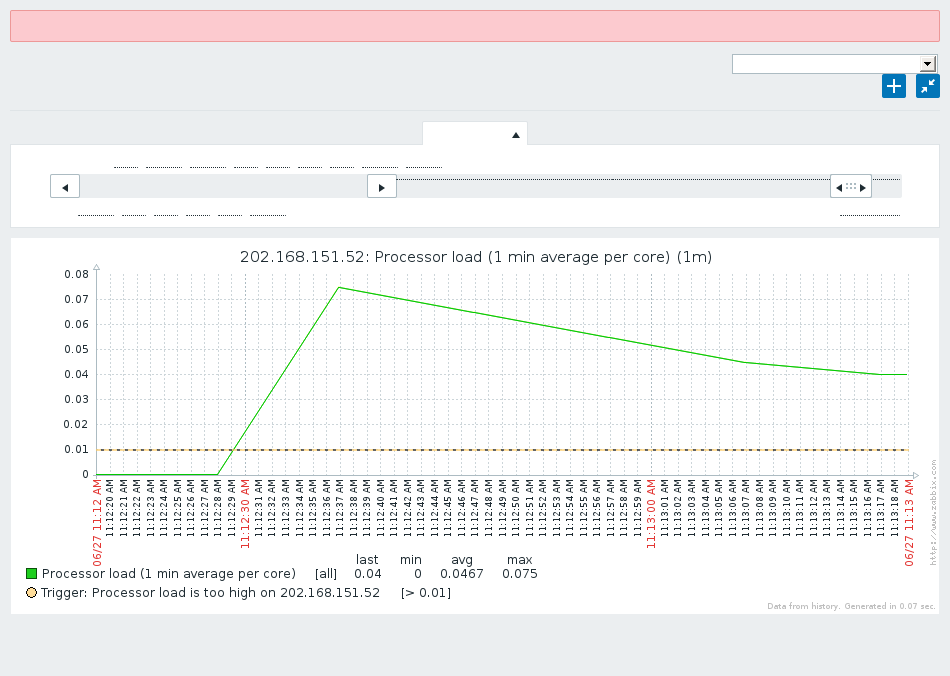 202.168.151.52: Processor load (1 min average per core) (1m)
0.08
0.07
0.06
0.05
0.04
0.03
0.02
0.01
0
06/27 11:12 AM
11:12:20 AM
11:12:21 AM
11:12:22 AM
11:12:23 AM
11:12:24 AM
11:12:25 AM
11:12:26 AM
11:12:27 AM
11:12:28 AM
11:12:29 AM
11:12:30 AM
11:12:31 AM
11:12:32 AM
11:12:33 AM
11:12:34 AM
11:12:35 AM
11:12:36 AM
11:12:37 AM
11:12:38 AM
11:12:39 AM
11:12:40 AM
11:12:41 AM
11:12:42 AM
11:12:43 AM
11:12:44 AM
11:12:45 AM
11:12:46 AM
11:12:47 AM
11:12:48 AM
11:12:49 AM
11:12:50 AM
11:12:51 AM
11:12:52 AM
11:12:53 AM
11:12:54 AM
11:12:55 AM
11:12:56 AM
11:12:57 AM
11:12:58 AM
11:12:59 AM
11:13:00 AM
11:13:01 AM
11:13:02 AM
11:13:03 AM
11:13:04 AM
11:13:05 AM
11:13:06 AM
11:13:07 AM
11:13:08 AM
11:13:09 AM
11:13:10 AM
11:13:11 AM
11:13:12 AM
11:13:13 AM
11:13:14 AM
11:13:15 AM
11:13:16 AM
11:13:17 AM
11:13:18 AM
06/27 11:13 AM
http://www.zabbix.com
last min avg max
Processor load (1 min average per core) [all] 0.04 0 0.0467 0.075
Trigger: Processor load is too high on 202.168.151.52 [> 0.01]
Data from history. Generated in 0.07 sec.